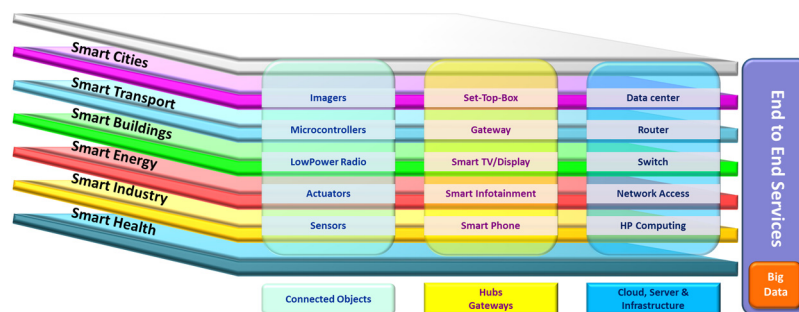 Smart Cities
Smart Transport
Smart Buildings
Smart Energy
Smart Industry
Smart Health
Imagers
Microcontrollers
LowPower Radio
Actuators
Sensors
Connected Objects
Set-Top-Box
Gateway
Smart TV/Display
Smart Infotainment
Smart Phone
Hubs
Gateways
Data center
Router
Switch
Network Access
HP Computing
Cloud, Server &
Infrastructure
End to End Services
Big
Data